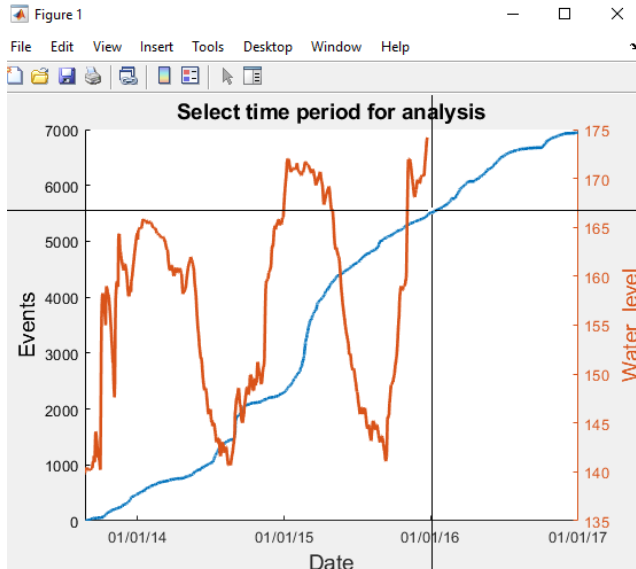 Figure 1
File Edit View Insert Tools Desktop Window Help
Select time period for analysis
7000
6000
5000
4000
3000
2000
1000
0
Events
175
170
165
160
155
150
145
140
135
Water_level
01/01/14 01/01/15 01/01/16 01/01/17
Date